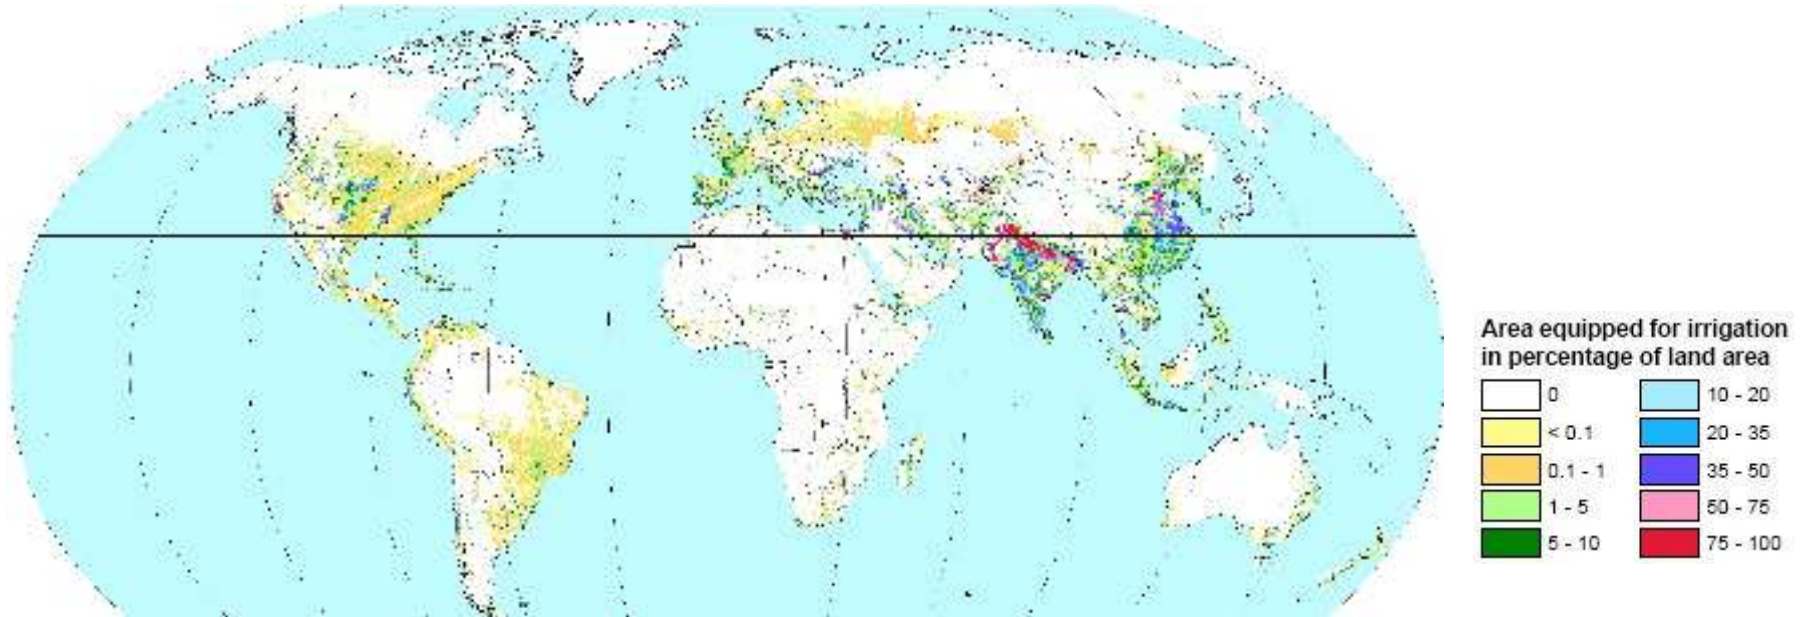 Area equipped for irrigation
in percentage of land area
0
< 0.1
0.1 - 1
1 - 5
5 - 10
10 - 20
20 - 35
35 - 50
50 - 75
75 - 100